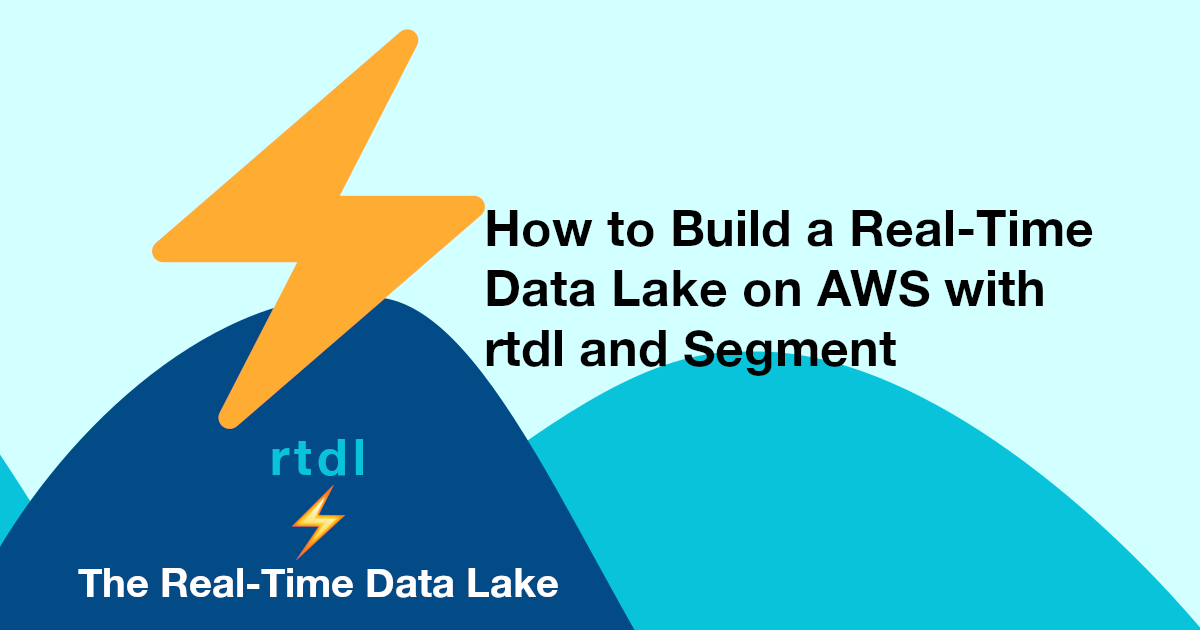 How to Build a Real-Time
Data Lake on AWS with
rtdl and Segment
rtdl
The Real-Time Data Lake